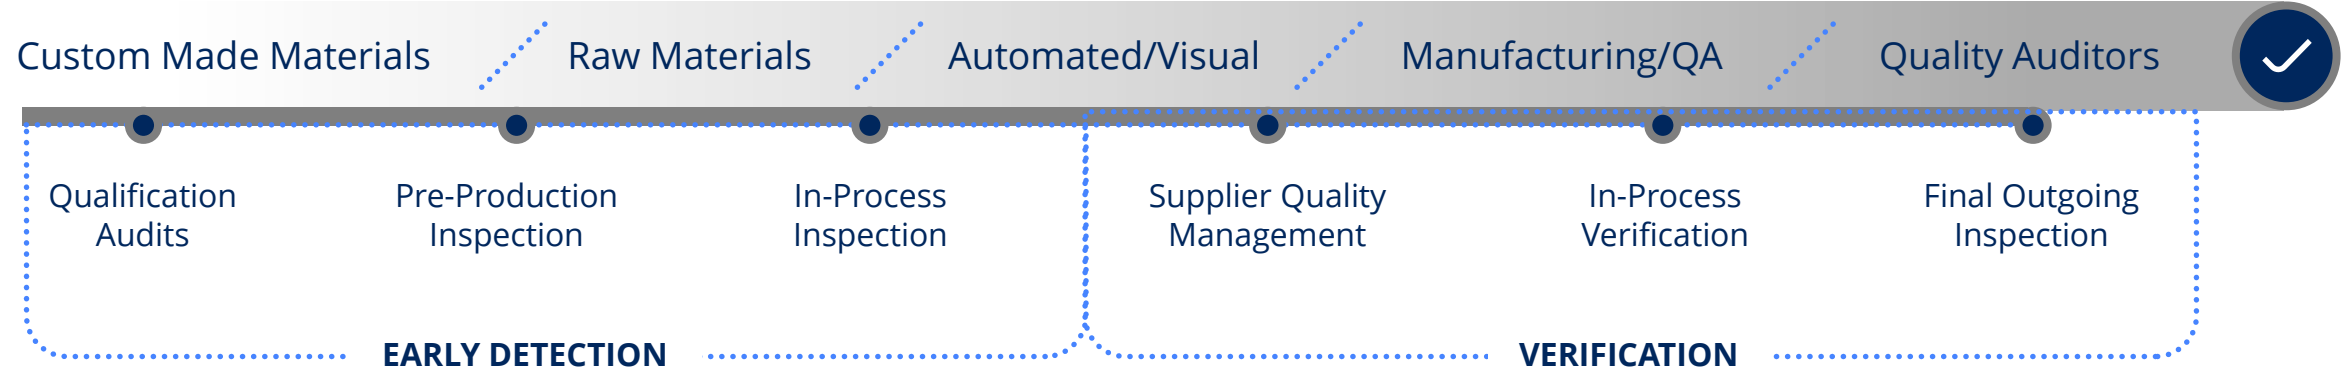 Custom Made Materials
Raw Materials
Automated/Visual
Manufacturing/QA
Quality Auditors
Qualification
Audits
Pre-Production
Inspection
In-Process
Inspection
Supplier Quality
Management
In-Process
Verification
Final Outgoing
Inspection
EARLY DETECTION
VERIFICATION